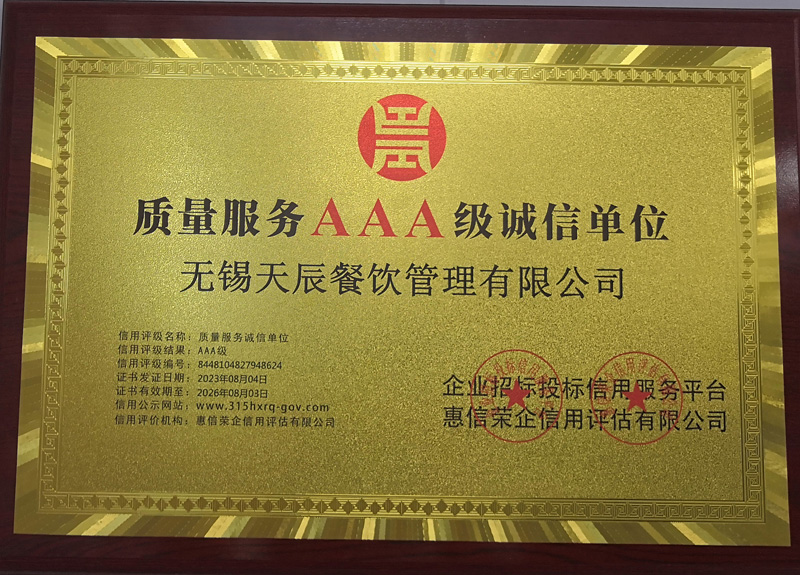 质量服务AAA级诚信单位
无锡天辰餐饮管理有限公司
信用评级名称：质量服务诚信单位
信用评级结果：AAA级
信用评级编号：8448104827948624
证书发证日期：2023年08月04日
证书有效期至：2026年08月03日
信用公示网站：www.315hxrq-gov.com
信用评价机构：惠信荣企信用评估有限公司
企业招标投标信用服务平台
惠信荣企信用评估有限公司